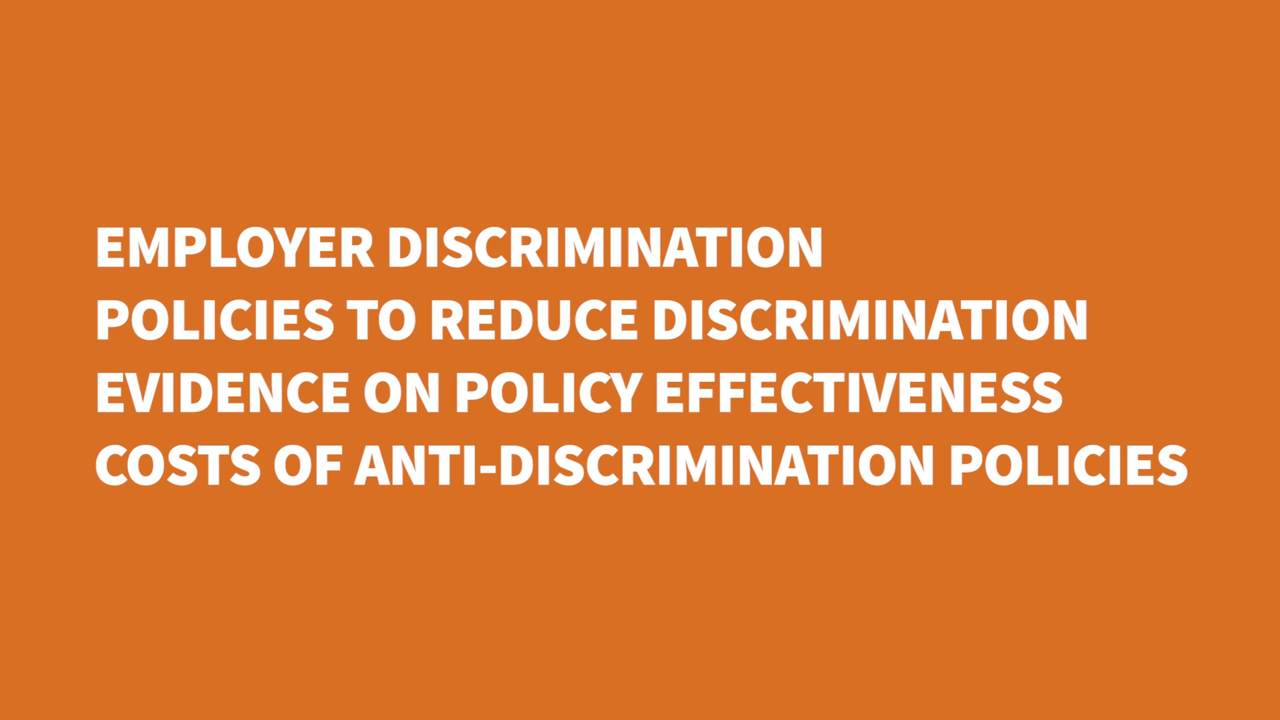 EMPLOYER DISCRIMINATION
POLICIES TO REDUCE DISCRIMINATION
EVIDENCE ON POLICY EFFECTIVENESS
COSTS OF ANTI-DISCRIMINATION POLICIES